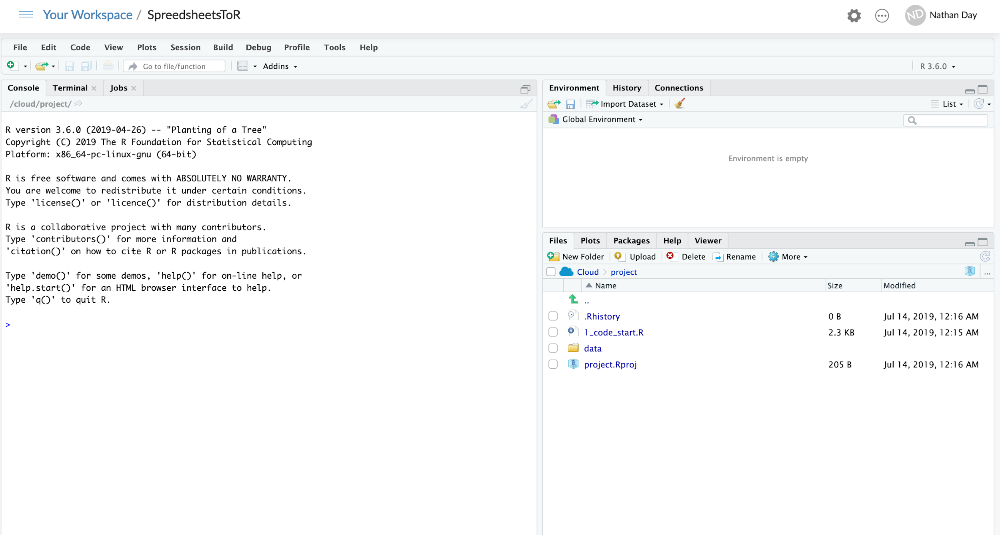 Your Workspace / SpreedsheetsToR
ND Nathan Day
File Edit Code View Plots Session Build Debug Profile Tools Help
Go to file/function Addins R 3.6.0
Console Terminal Jobs
/cloud/project/
R version 3.6.0 (2019-04-26) -- "Planting of a Tree"
Copyright (C) 2019 The R Foundation for Statistical Computing
Platform: x86_64-pc-linux-gnu (64-bit)
R is free software and comes with ABSOLUTELY NO WARRANTY.
You are welcome to redistribute it under certain conditions.
Type 'license()' or 'licence()' for distribution details.
R is a collaborative project with many contributors.
Type 'contributors()' for more information and
'citation()' on how to cite R or R packages in publications.
Type 'demo()' for some demos, 'help()' for on-line help, or
'help.start()' for an HTML browser interface to help.
Type 'q()' to quit R.
>
Environment History Connections
Import Dataset List
Global Environment
Environment is empty
Files Plots Packages Help Viewer
New Folder Upload Delete Rename More
Cloud project R ...
Name Size Modified
..
.Rhistory 0 B Jul 14, 2019, 12:16 AM
R 1_code_start.R 2.3 KB Jul 14, 2019, 12:15 AM
data
R project.Rproj 205 B Jul 14, 2019, 12:16 AM